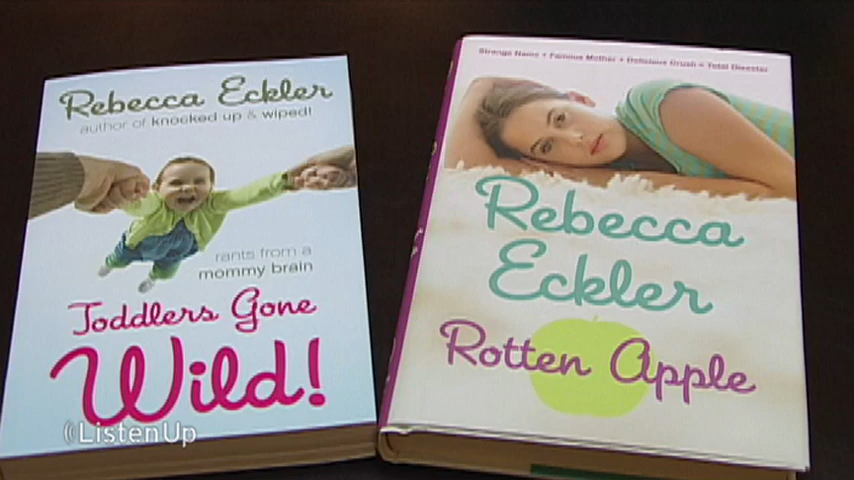 Rebecca Eckler
author of knocked up & wiped!
rants from a
mommy brain
Toddlers Gone
Wild!
Strange Name • Famous Mother • Delicious Crush • Total Disaster
Rebecca
Eckler
Rotten Apple
ListenUp